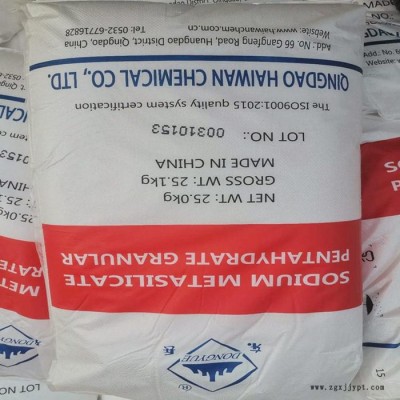 DONGYUE
SODIUM METASILICATE
PENTAHYDRATE GRANULAR
NET WT: 25.0kg
GROSS WT: 25.1kg
MADE IN CHINA
LOT NO.: 00310153
The ISO9001:2015 quality system certification
QINGDAO HAIWAN CHEMICAL CO., LTD.
Add.: No. 66 Gangfeng Road, Huangdao District, Qingdao, China
Website: www.haiwanchem.com Tel.: 0532-67716828
www.zgxjjypt.com